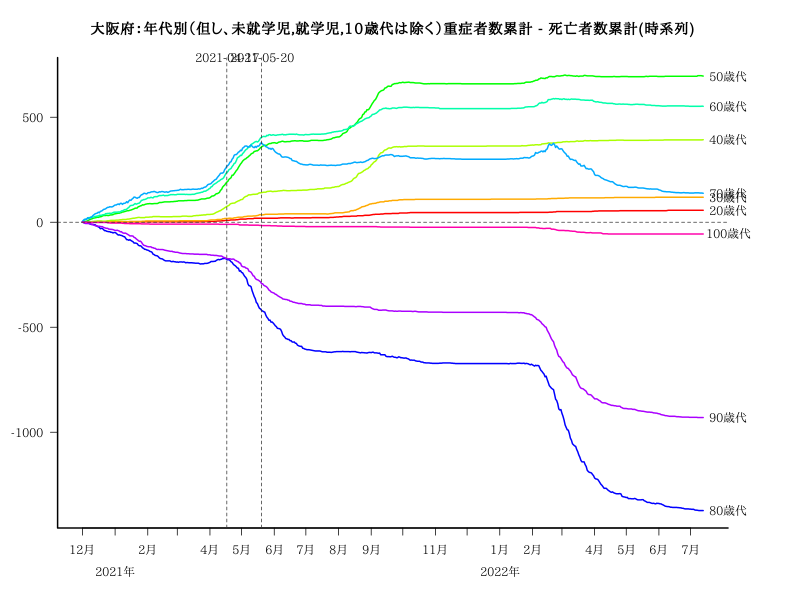 大阪府：年代別（但し、未就学児,就学児,10歳代は除く）重症者数累計 - 死亡者数累計(時系列)
2021-04-17
2021-05-20
500
0
-500
-1000
50歳代
60歳代
40歳代
70歳代
30歳代
20歳代
100歳代
90歳代
80歳代
12月 2月 4月 5月 6月 7月 8月 9月 11月 1月 2月 4月 5月 6月 7月
2021年 2022年